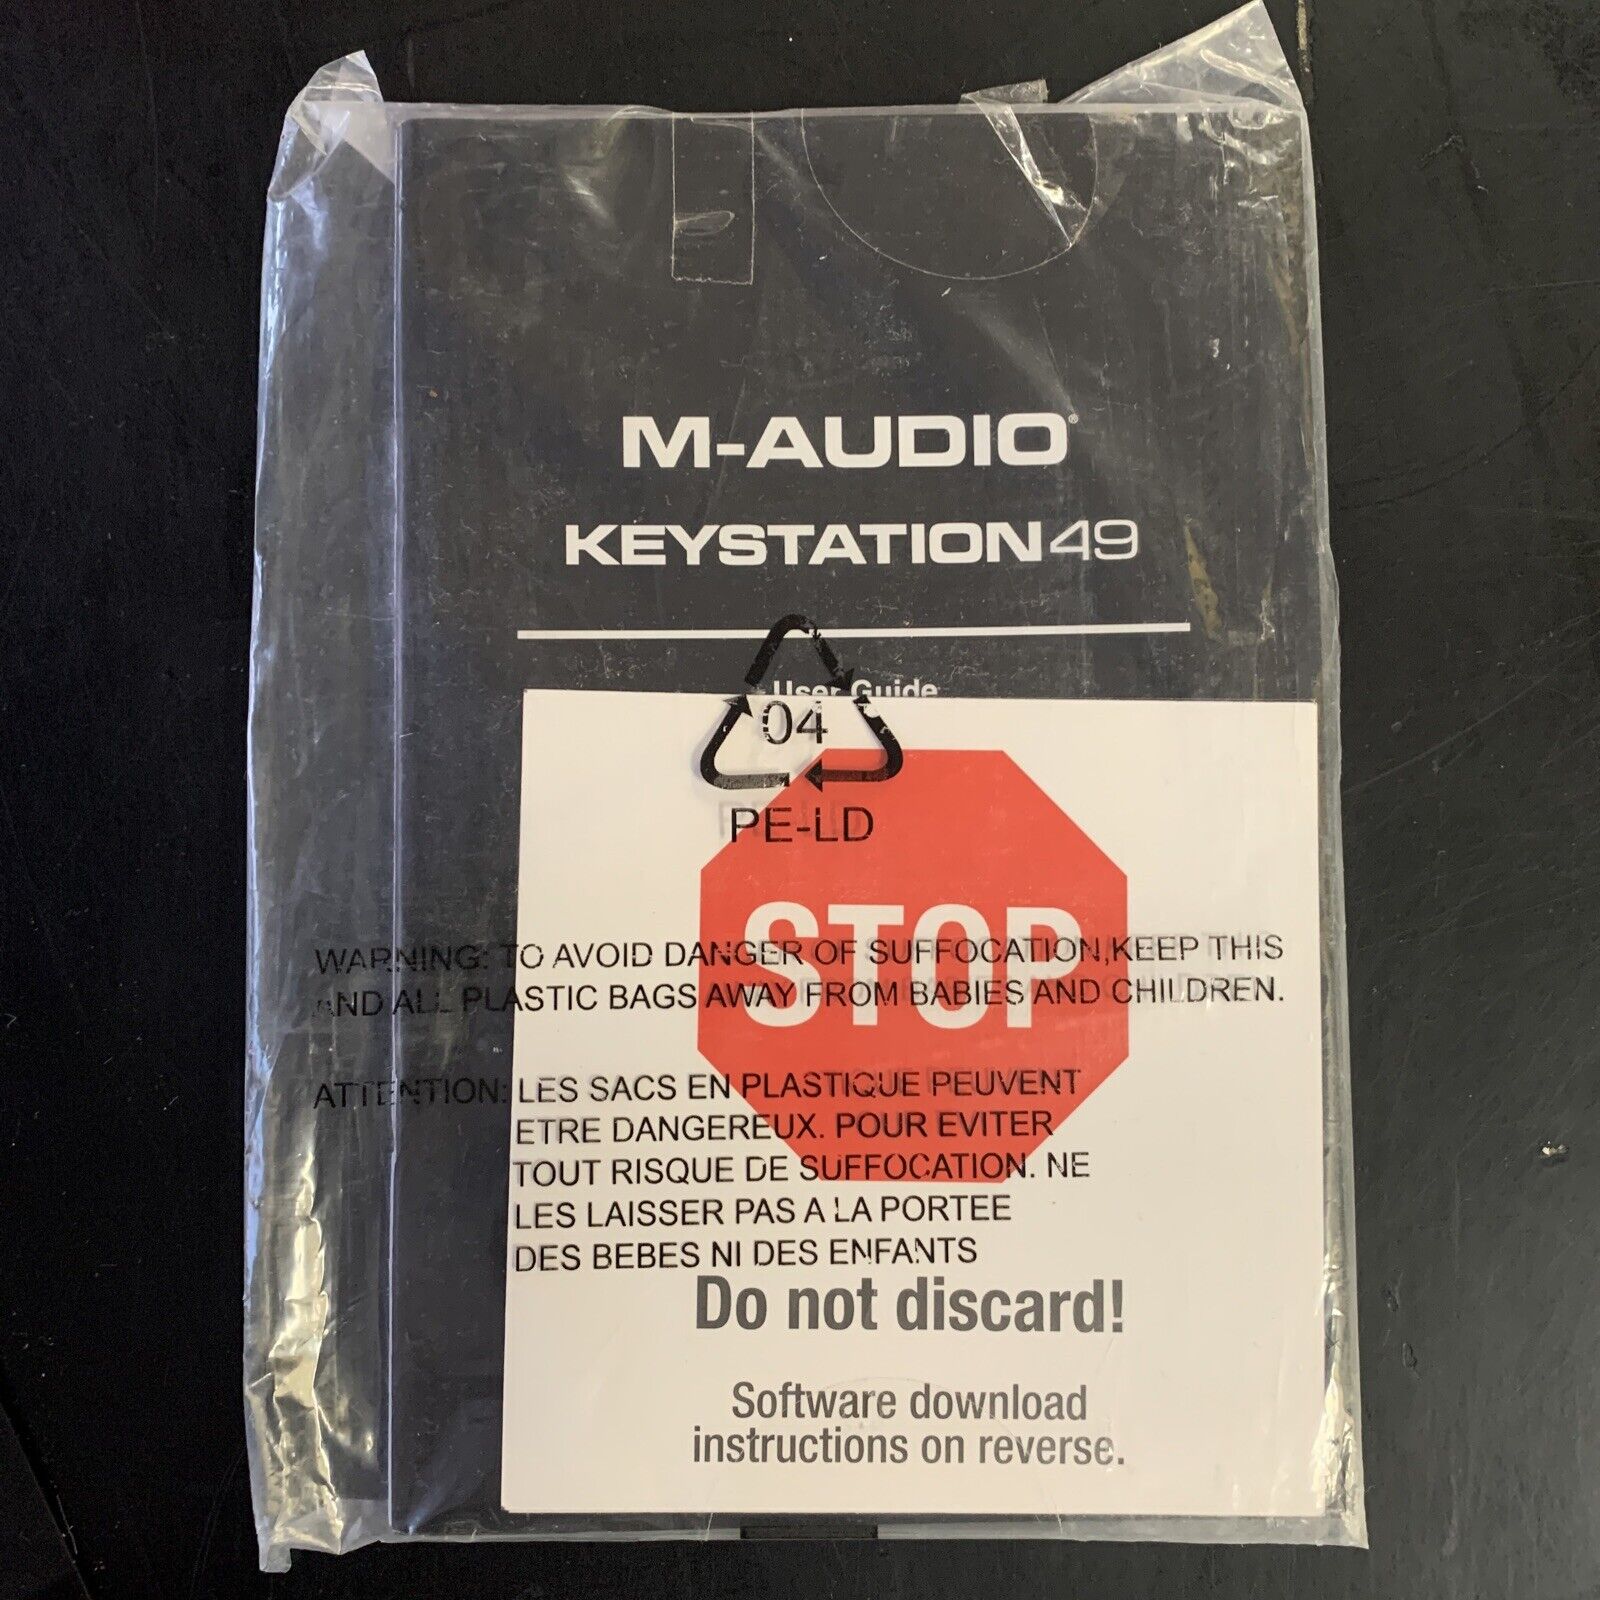 M-AUDIO®
KEYSTATION49
User Guide
04
PE-LD
STOP
WARNING: TO AVOID DANGER OF SUFFOCATION,KEEP THIS
AND ALL PLASTIC BAGS AWAY FROM BABIES AND CHILDREN.
ATTENTION: LES SACS EN PLASTIQUE PEUVENT
ETRE DANGEREUX. POUR EVITER
TOUT RISQUE DE SUFFOCATION. NE
LES LAISSER PAS A LA PORTEE
DES BEBES NI DES ENFANTS
Do not discard!
Software download
instructions on reverse.